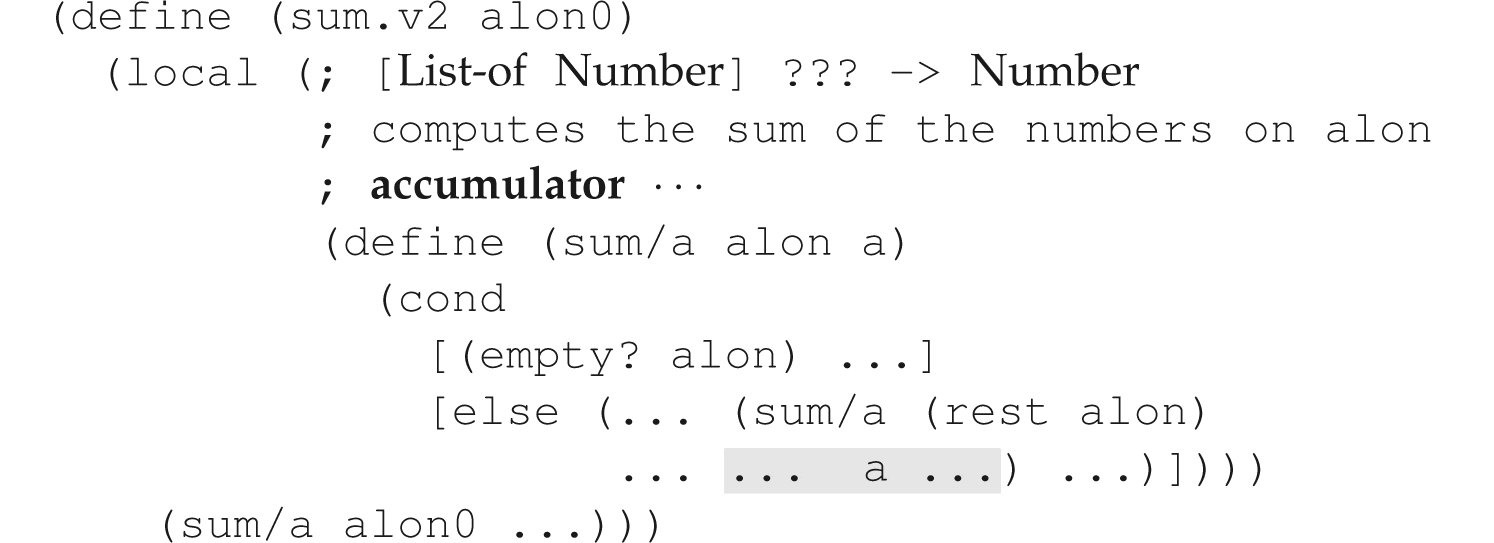 (define (sum.v2 alon0)
(local (; [List-of Number] ??? -> Number
; computes the sum of the numbers on alon
; accumulator ...
(define (sum/a alon a)
(cond
[(empty? alon) ...]
[else (... (sum/a (rest alon)
... ... a ...) ...)])))
(sum/a alon0 ...)))